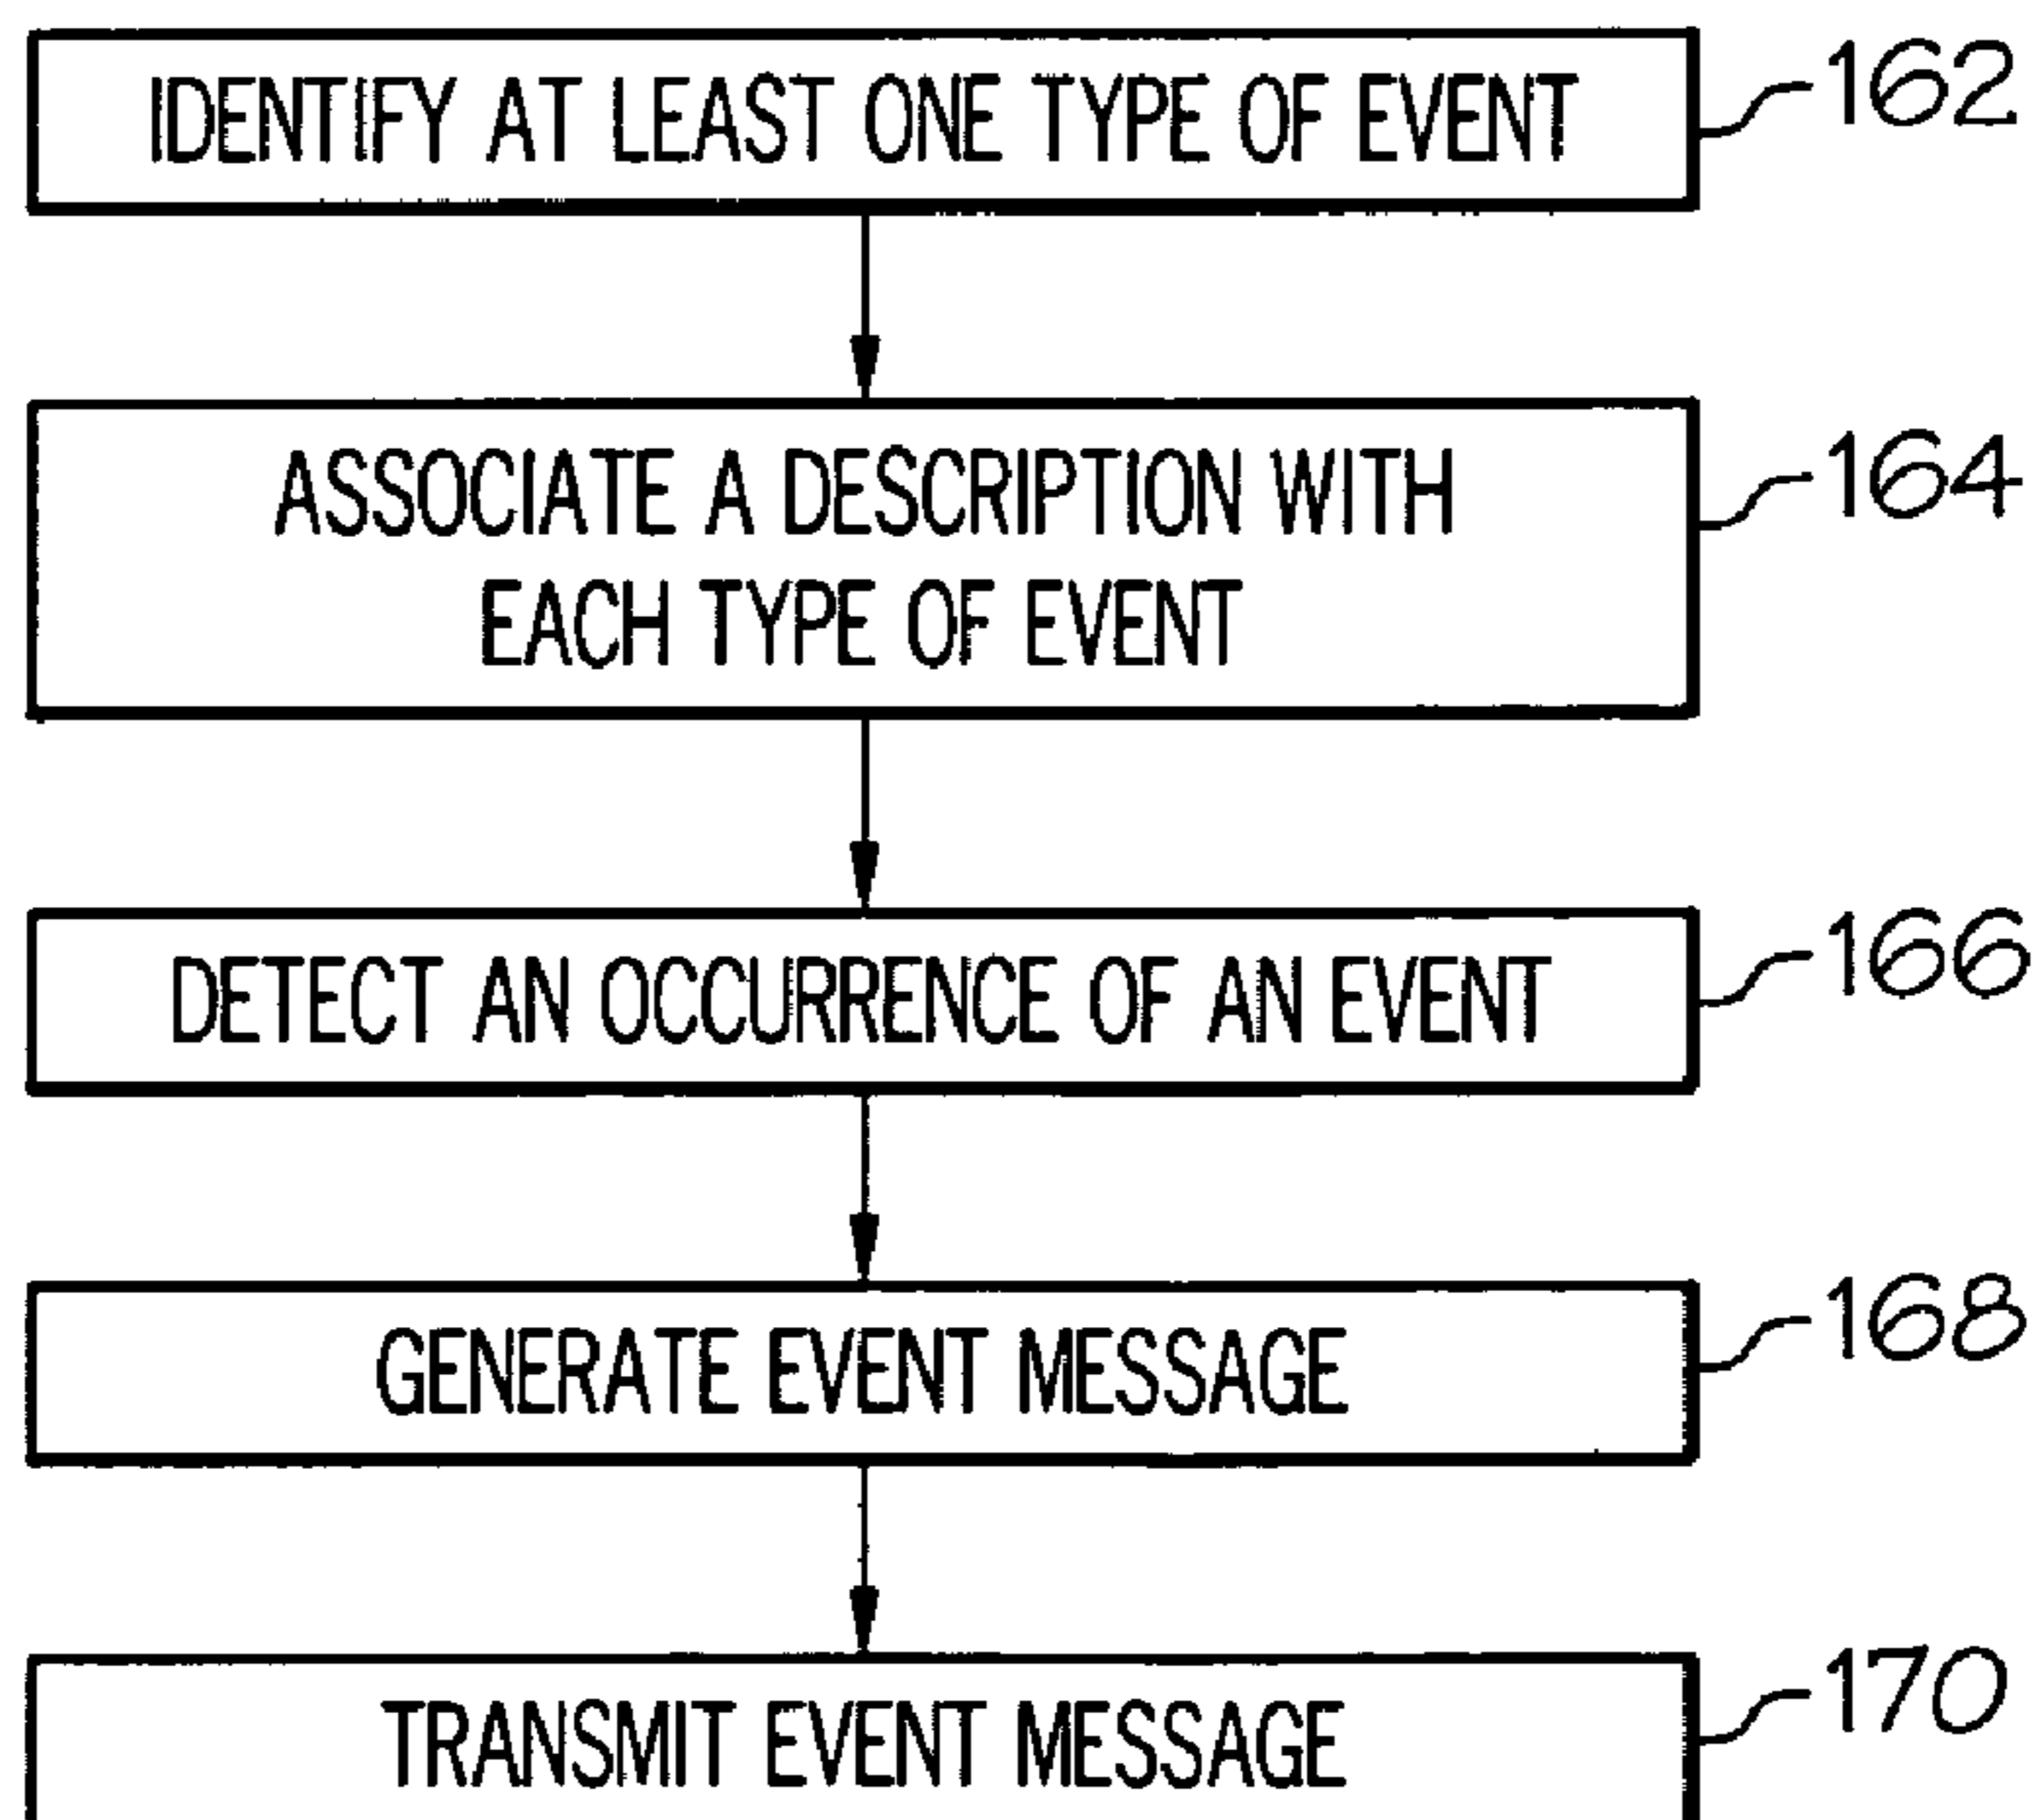 IDENTIFY AT LEAST ONE TYPE OF EVENT
162
ASSOCIATE A DESCRIPTION WITH
EACH TYPE OF EVENT
164
DETECT AN OCCURRENCE OF AN EVENT
166
GENERATE EVENT MESSAGE
168
TRANSMIT EVENT MESSAGE
170